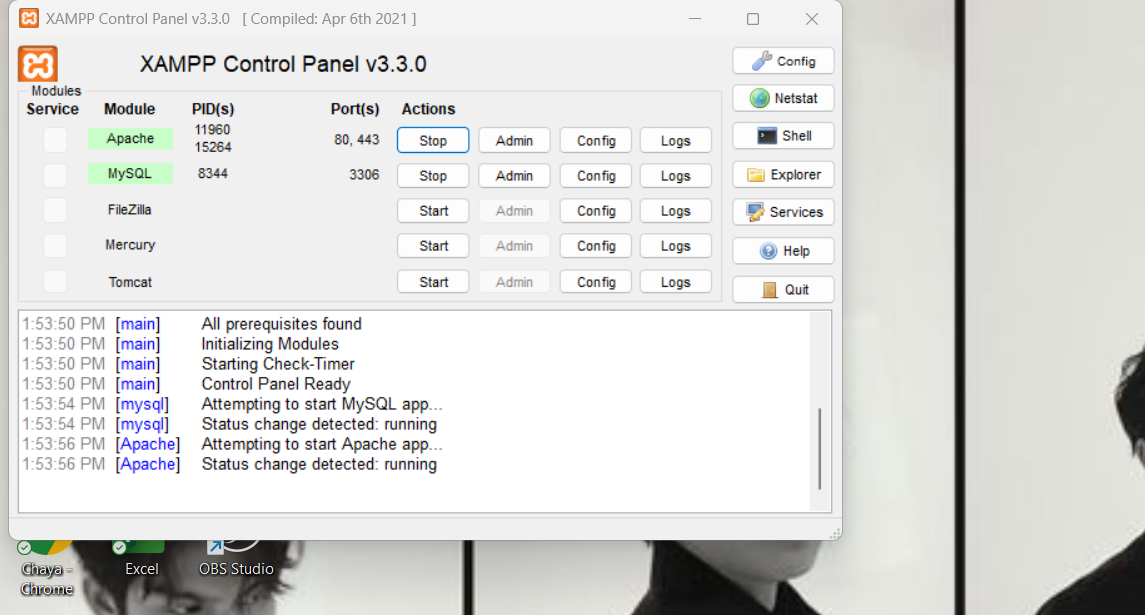 XAMPP Control Panel v3.3.0 [ Compiled: Apr 6th 2021 ]
XAMPP Control Panel v3.3.0
Config
Modules
Service Module PID(s) Port(s) Actions
Netstat
Apache 11960 15264 80, 443 Stop Admin Config Logs
Shell
MySQL 8344 3306 Stop Admin Config Logs
Explorer
FileZilla Start Admin Config Logs
Services
Mercury Start Admin Config Logs
Help
Tomcat Start Admin Config Logs
Quit
1:53:50 PM [main] All prerequisites found
1:53:50 PM [main] Initializing Modules
1:53:50 PM [main] Starting Check-Timer
1:53:50 PM [main] Control Panel Ready
1:53:54 PM [mysql] Attempting to start MySQL app...
1:53:54 PM [mysql] Status change detected: running
1:53:56 PM [Apache] Attempting to start Apache app...
1:53:56 PM [Apache] Status change detected: running
Chaya - Chrome
Excel
OBS Studio